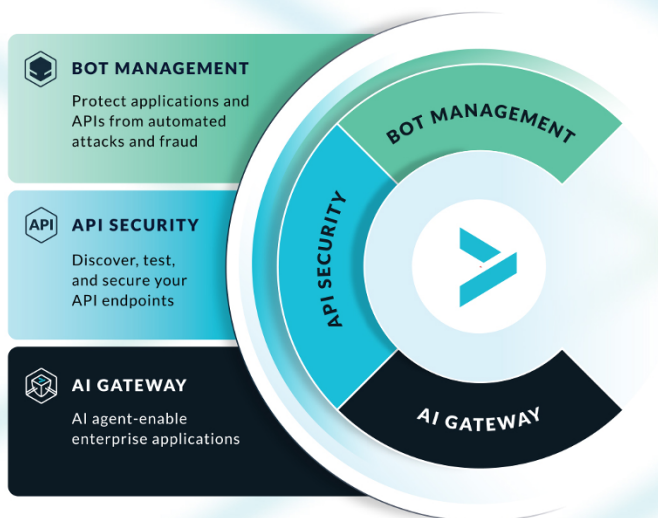 BOT MANAGEMENT
Protect applications and
APIs from automated
attacks and fraud
API
API SECURITY
Discover, test,
and secure your
API endpoints
AI GATEWAY
AI agent-enable
enterprise applications
BOT MANAGEMENT
API SECURITY
AI GATEWAY